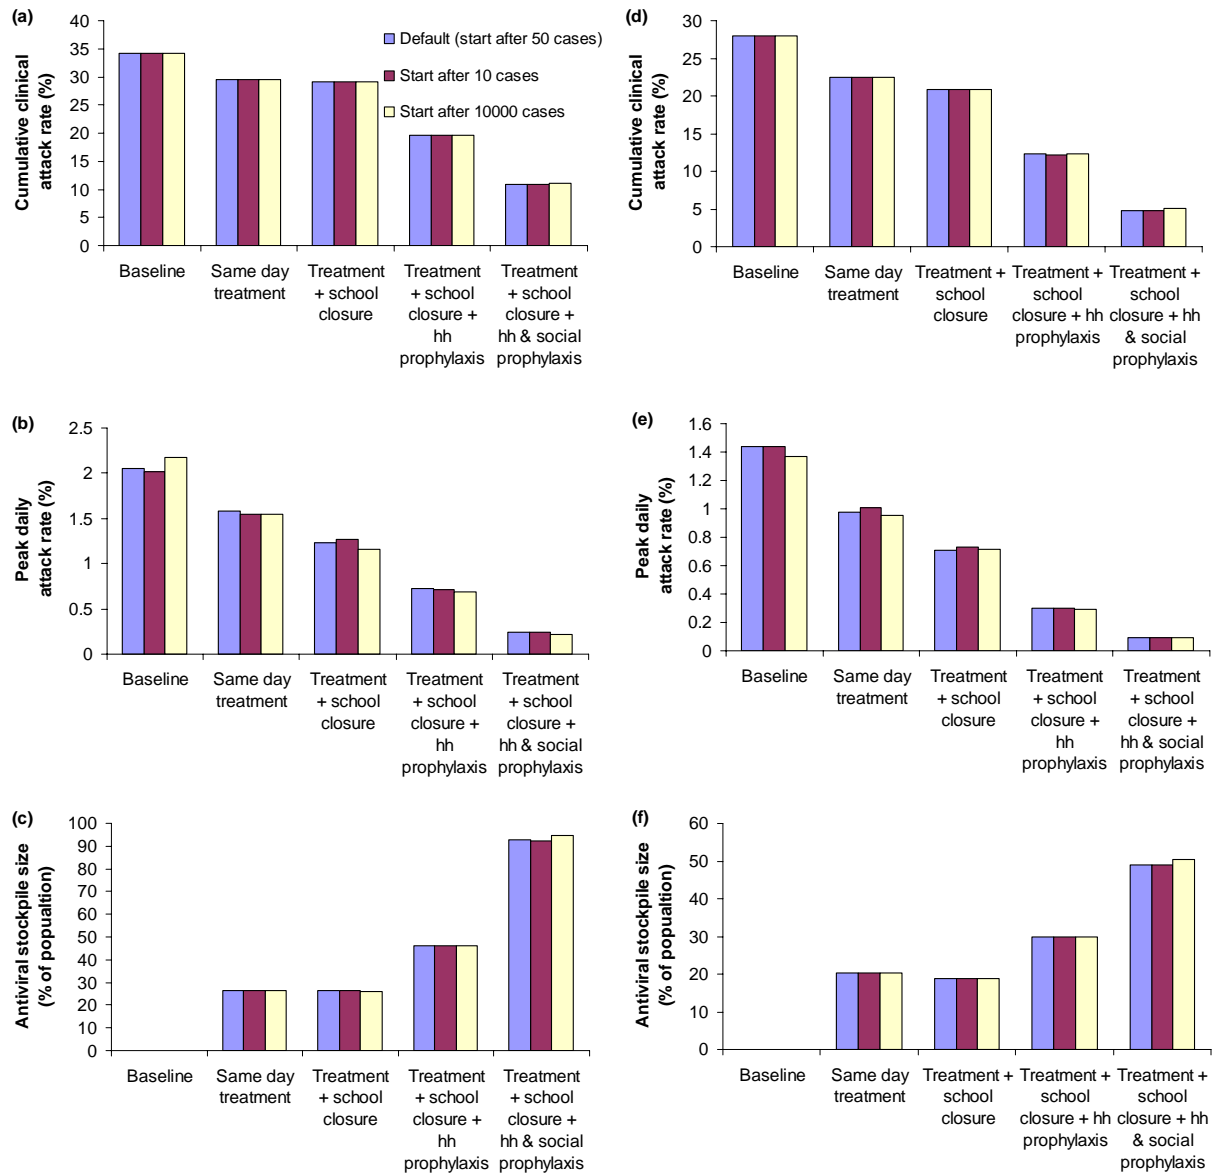 (a)
Cumulative clinical
attack rate (%)
40
35
30
25
20
15
10
5
0
Default (start after 50 cases)
Start after 10 cases
Start after 10000 cases
Baseline
Same day
treatment
Treatment
+ school
closure
Treatment
+ school
closure +
hh
prophylaxis
Treatment
+ school
closure +
hh & social
prophylaxis
(d)
Cumulative clinical
attack rate (%)
30
25
20
15
10
5
0
Baseline
Same day
treatment
Treatment +
school
closure
Treatment +
school
closure + hh
prophylaxis
Treatment +
school
closure + hh
& social
prophylaxis
(b)
Peak daily
attack rate (%)
2.5
2
1.5
1
0.5
0
Baseline
Same day
treatment
Treatment
+ school
closure
Treatment
+ school
closure +
hh
prophylaxis
Treatment
+ school
closure +
hh & social
prophylaxis
(e)
Peak daily
attack rate (%)
1.6
1.4
1.2
1
0.8
0.6
0.4
0.2
0
Baseline
Same day
treatment
Treatment
+ school
closure
Treatment
+ school
closure +
hh
prophylaxis
Treatment
+ school
closure +
hh & social
prophylaxis
(c)
Antiviral stockpile size
(% of popualtion)
100
90
80
70
60
50
40
30
20
10
0
Baseline
Same day
treatment
Treatment
+ school
closure
Treatment
+ school
closure +
hh
prophylaxis
Treatment
+ school
closure +
hh & social
prophylaxis
(f)
Antiviral stockpile size
(% of popualtion)
60
50
40
30
20
10
0
Baseline
Same day
treatment
Treatment +
school
closure
Treatment +
school
closure + hh
prophylaxis
Treatment +
school
closure + hh
& social
prophylaxis